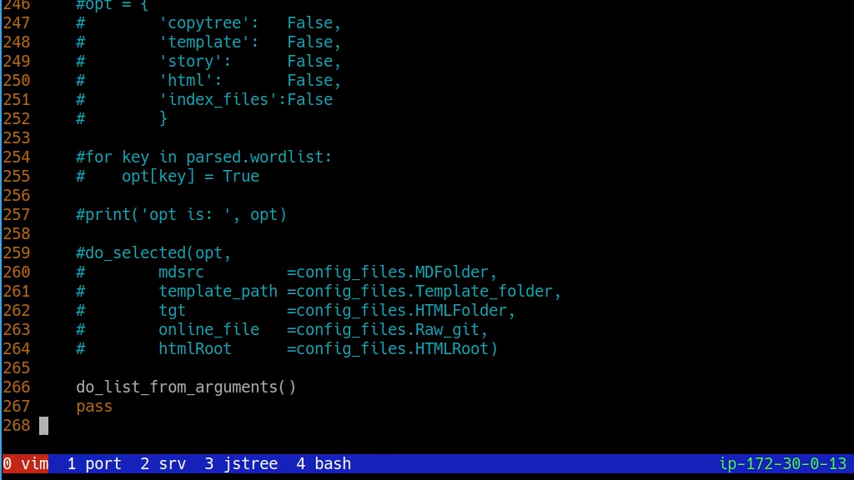 246     #opt = {
247     #        'copytree':   False,
248     #        'template':   False,
249     #        'story':      False,
250     #        'html':       False,
251     #        'index_files':False
252     #        }
253
254     #for key in parsed.wordlist:
255     #    opt[key] = True
256
257     #print('opt is: ', opt)
258
259     #do_selected(opt,
260     #        mdsrc         =config_files.MDFolder,
261     #        template_path =config_files.Template_folder,
262     #        tgt           =config_files.HTMLFolder,
263     #        online_file   =config_files.Raw_git,
264     #        htmlRoot      =config_files.HTMLRoot)
265
266     do_list_from_arguments()
267     pass
268
0 vim  1 port  2 srv  3 jstree  4 bash  ip-172-30-0-13